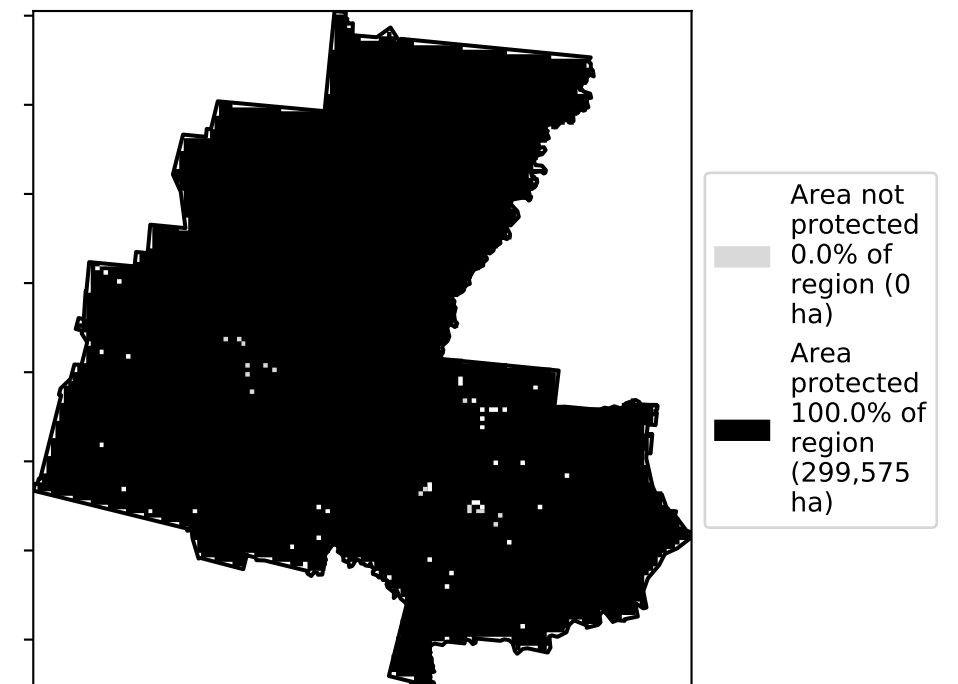 Area not
protected
0.0% of
region (0
ha)
Area
protected
100.0% of
region
(299,575
ha)